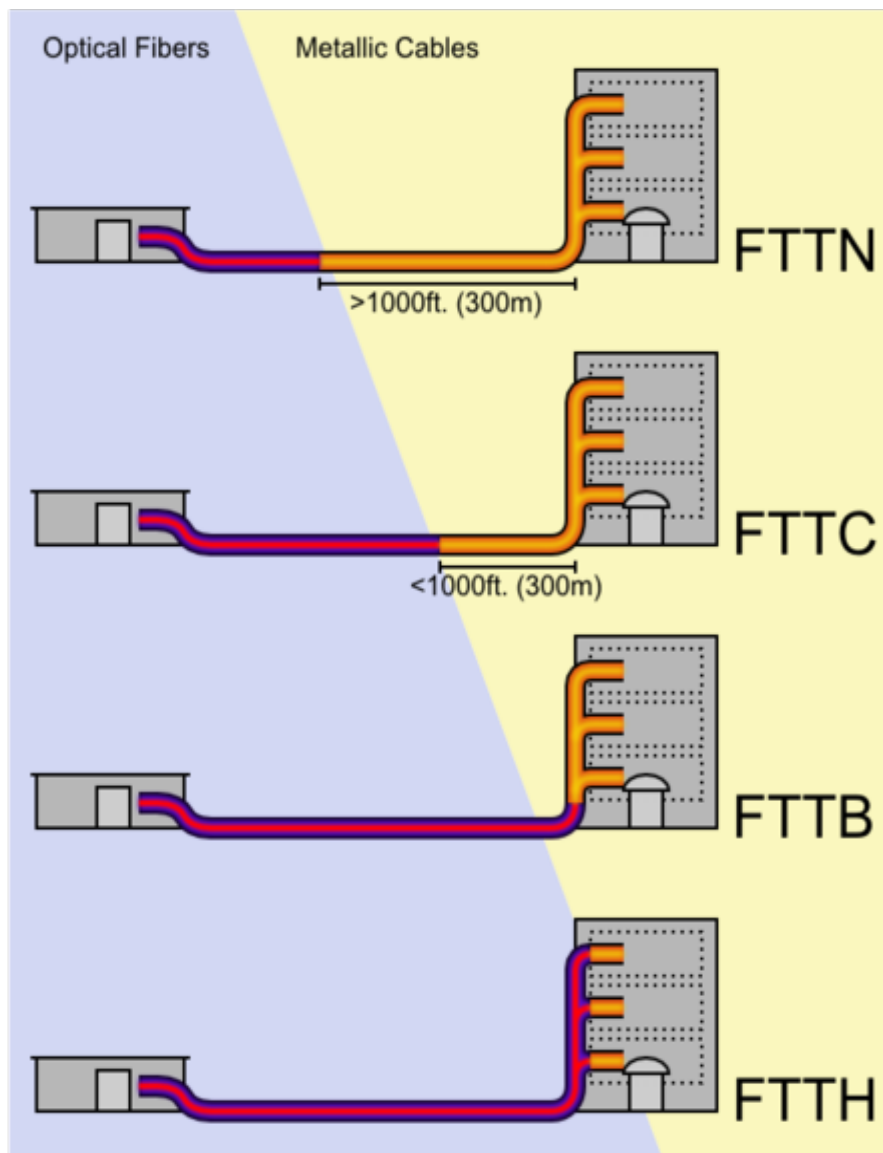 Optical Fibers
Metallic Cables
FTTN
>1000ft. (300m)
FTTC
<1000ft. (300m)
FTTB
FTTH